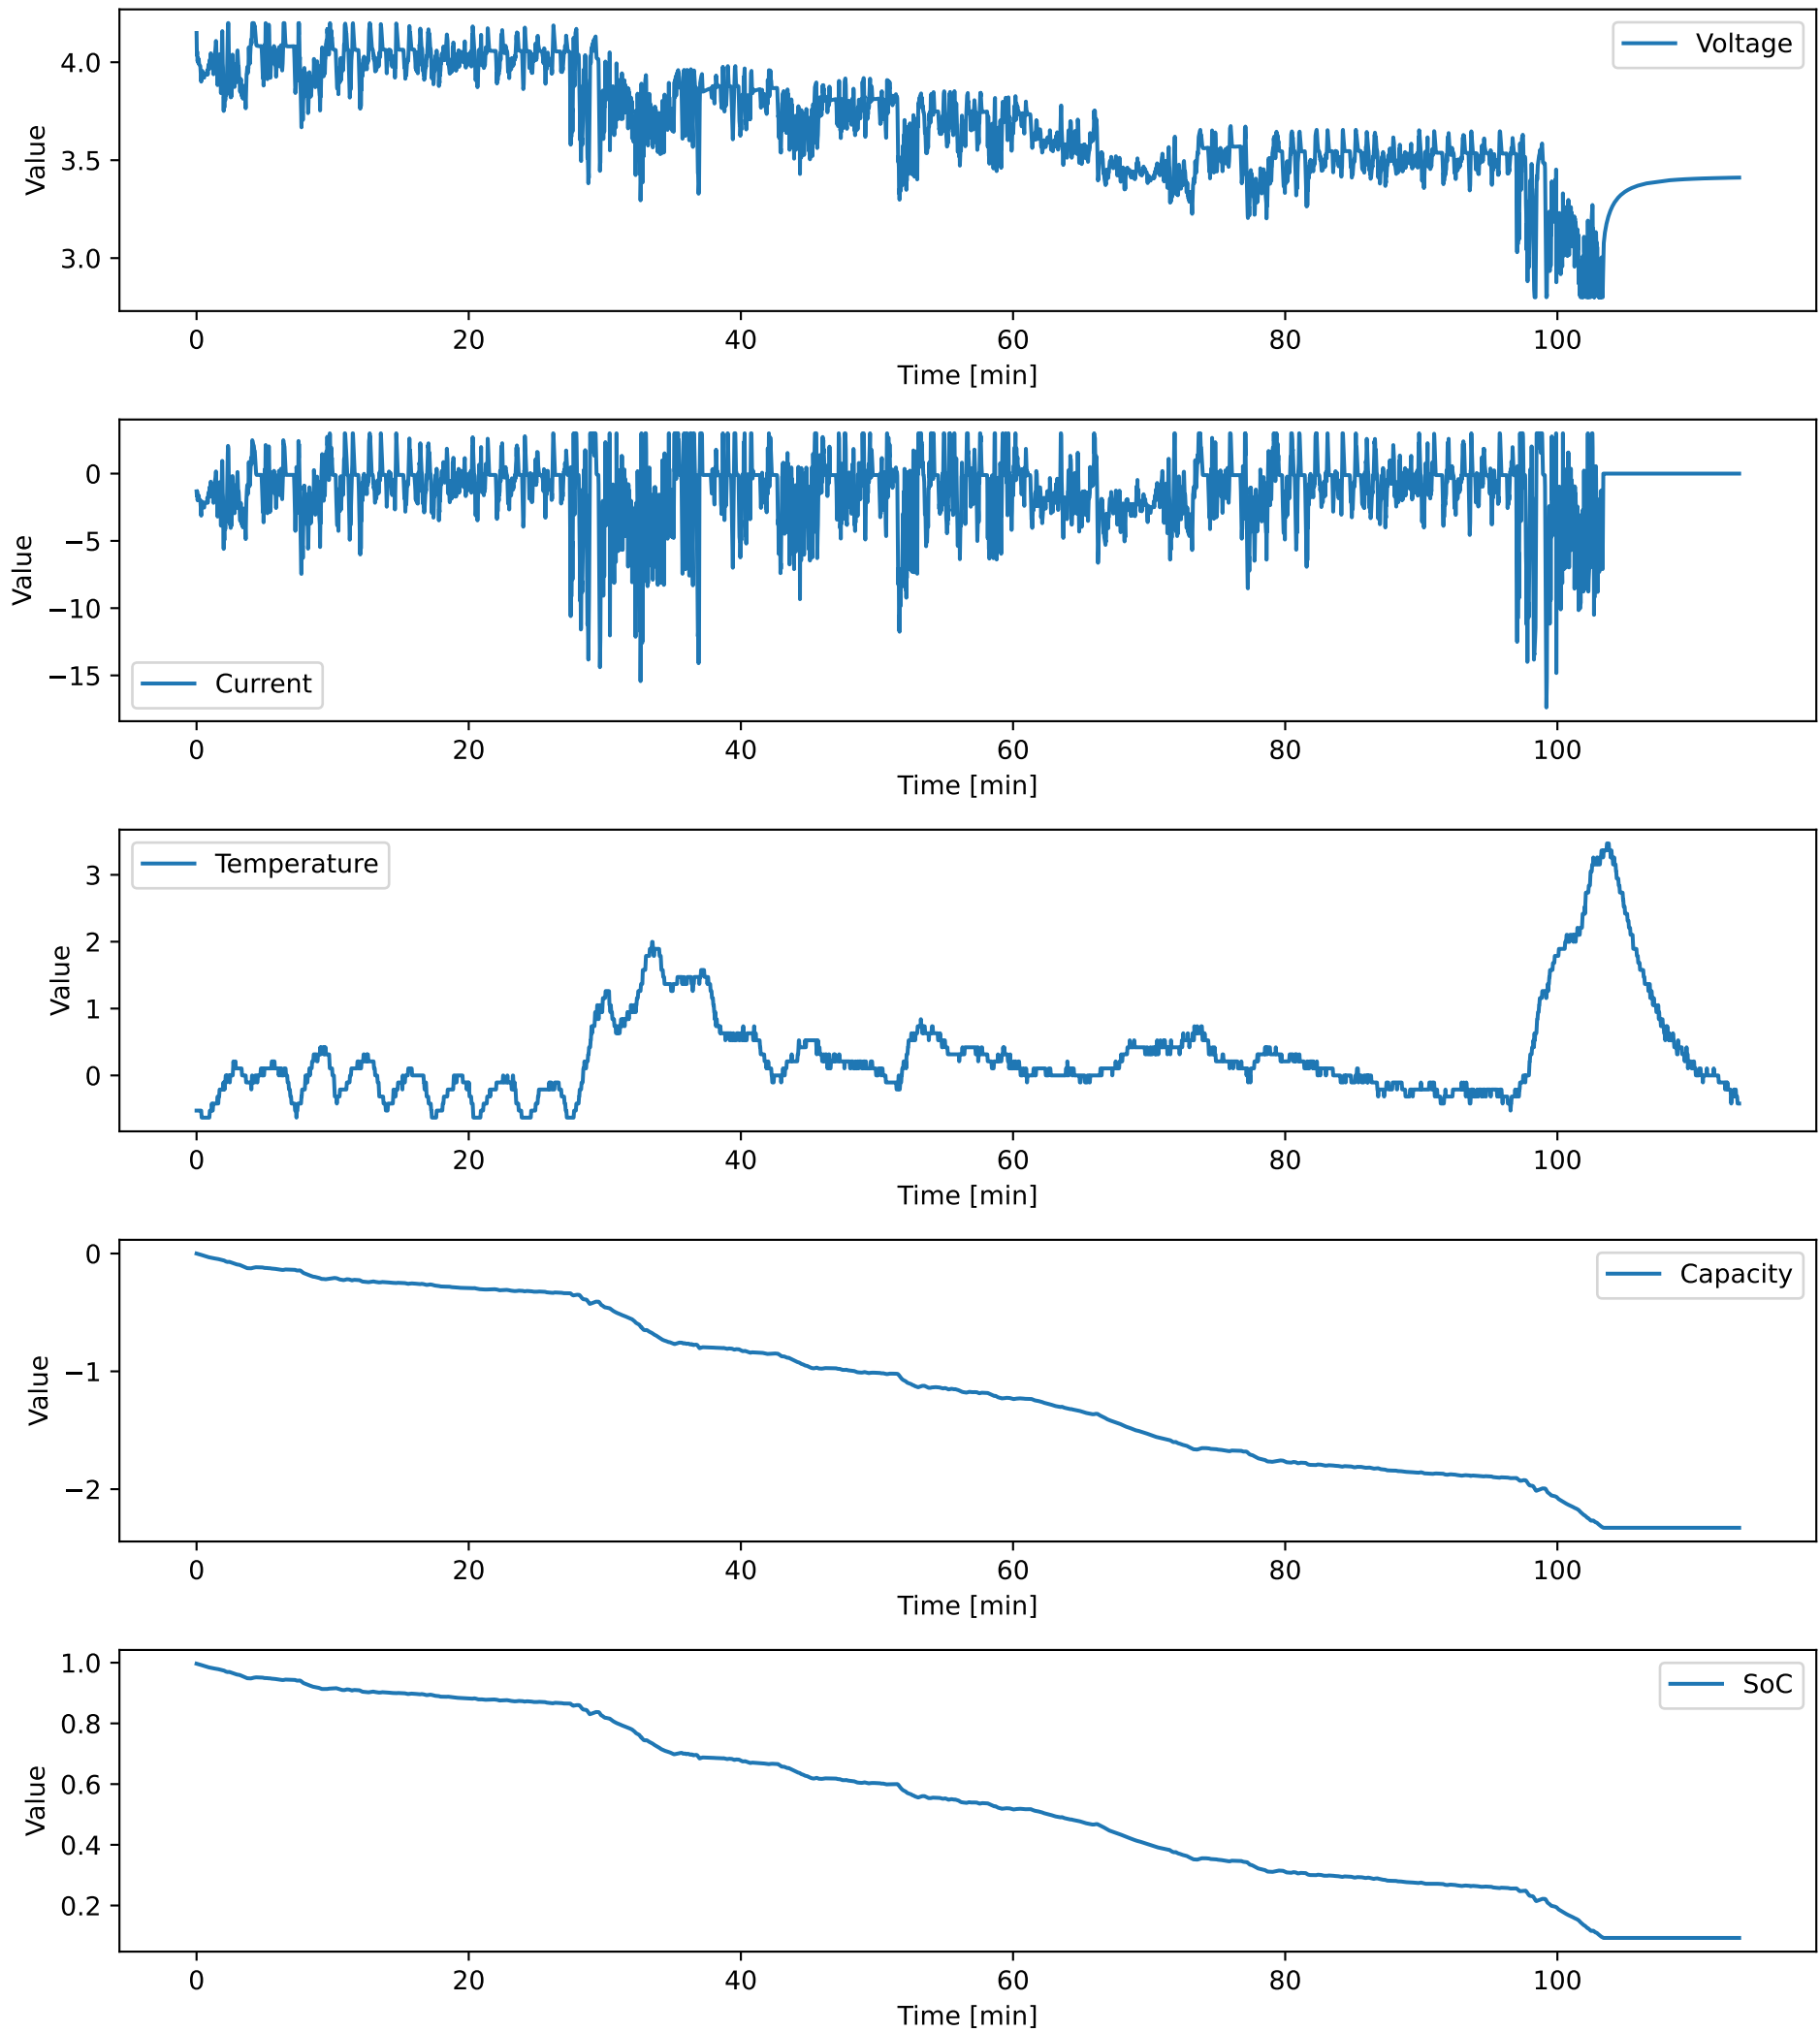 4.0
3.5
3.0
Value
Voltage
0 20 40 60 80 100
Time [min]
0
−5
−10
−15
Value
Current
0 20 40 60 80 100
Time [min]
3
2
1
0
Value
Temperature
0 20 40 60 80 100
Time [min]
0
−1
−2
Value
Capacity
0 20 40 60 80 100
Time [min]
1.0
0.8
0.6
0.4
0.2
Value
SoC
0 20 40 60 80 100
Time [min]